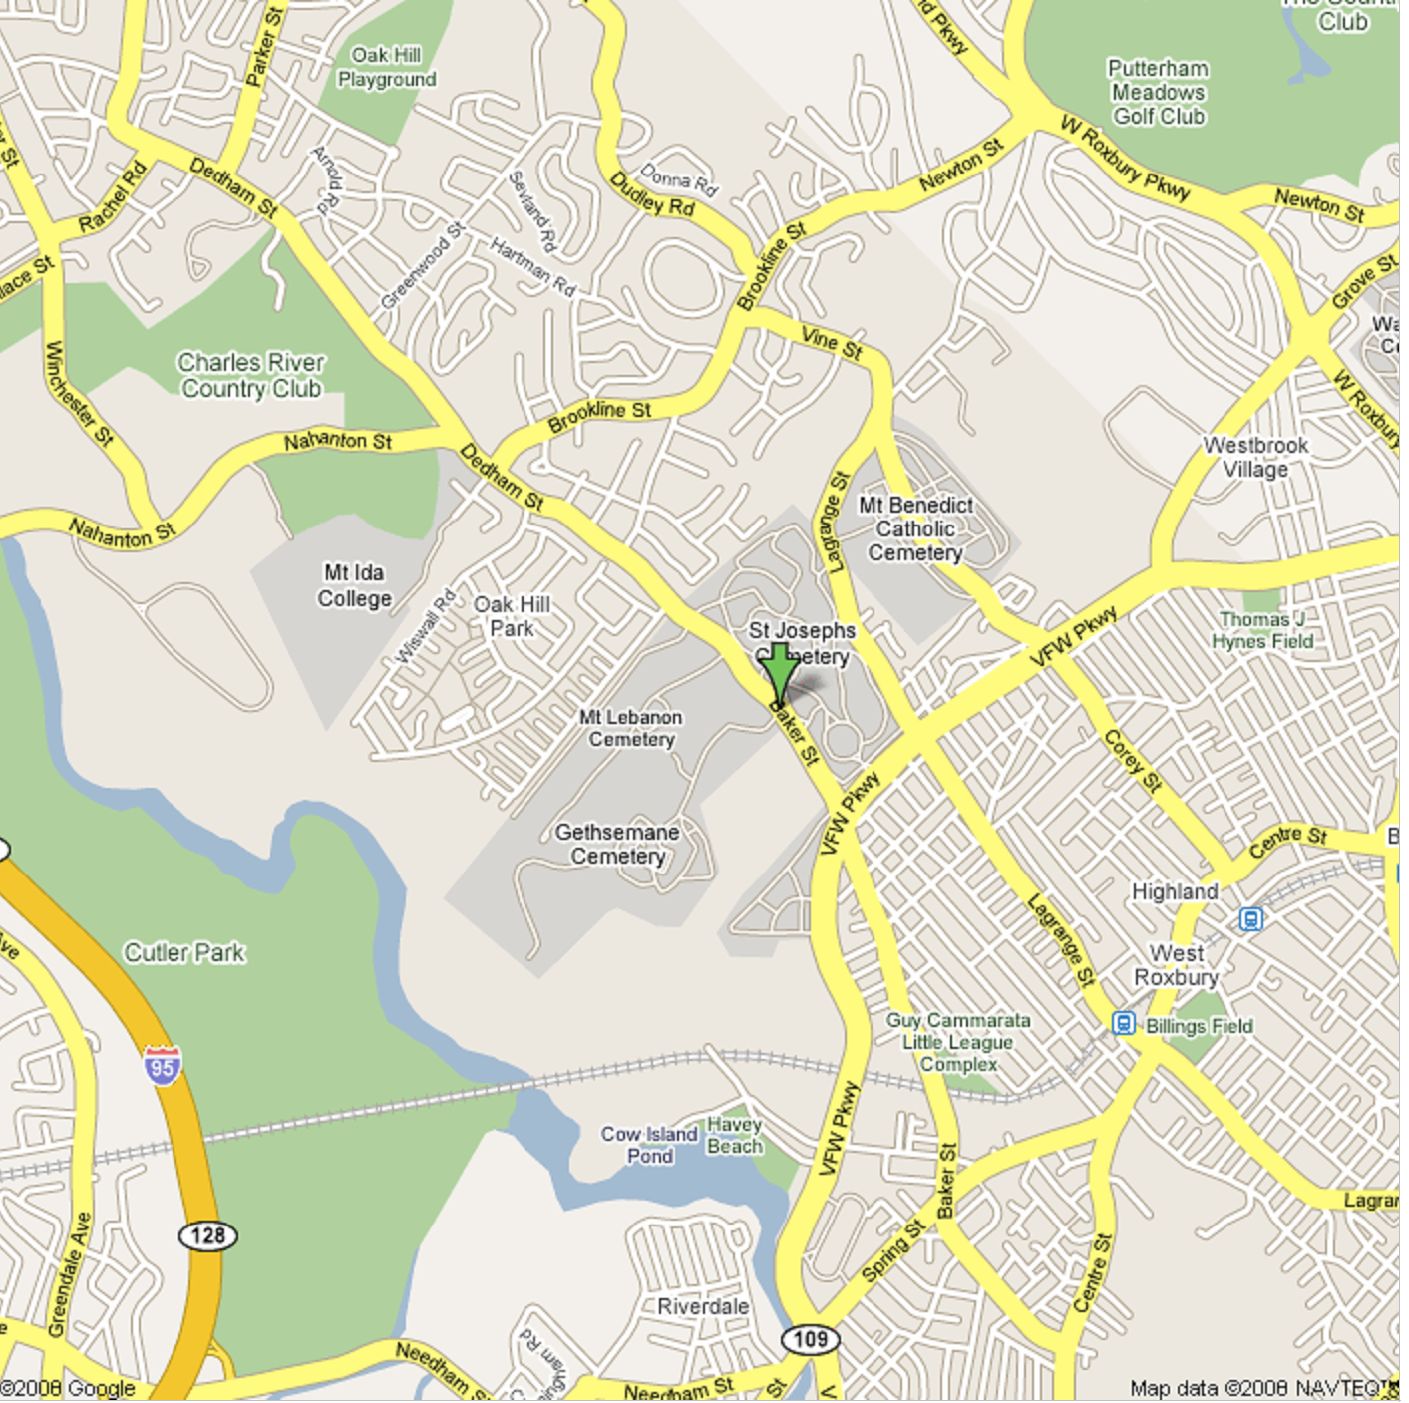 Club
Parker St
Oak Hill
Playground
Putterham
Meadows
Golf Club
W Roxbury Pkwy
Newton St
Newton St
Dedham St
Rachel Rd
Arnold Rd
Sevland Rd
Donna Rd
Dudley Rd
Greenwood St
Hartman Rd
Brookline St
Grove St
Vine St
Winchester St
Charles River
Country Club
Nahanton St
Brookline St
W Roxbury
Westbrook
Village
Dedham St
Nahanton St
Lagrange St
Mt Benedict
Catholic
Cemetery
Mt Ida
College
Wiswall Rd
Oak Hill
Park
St Josephs
Cemetery
VFW Pkwy
Thomas J
Hynes Field
Mt Lebanon
Cemetery
Baker St
Corey St
VFW Pkwy
Gethsemane
Cemetery
Centre St
Highland
Lagrange St
West
Roxbury
Cutler Park
Guy Cammarata
Little League
Complex
Billings Field
95
VFW Pkwy
Cow Island
Pond
Havey
Beach
Baker St
Lagran
128
Greendale Ave
Spring St
Centre St
Riverdale
109
Needham St
Needham St
St
©2008 Google
Map data ©2008 NAVTEQ™